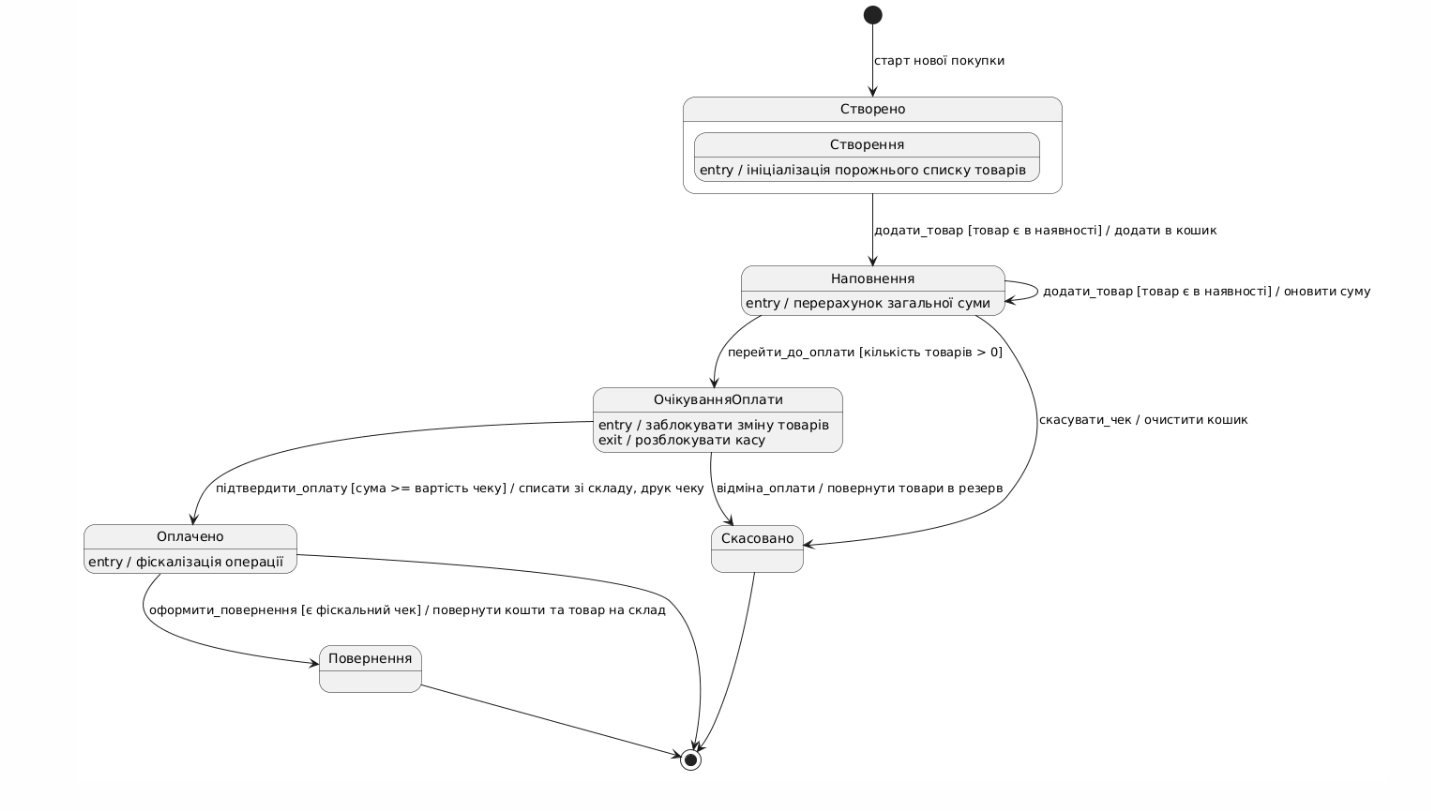 старт нової покупки
Створено
Створення
entry / ініціалізація порожнього списку товарів
додати_товар [товар є в наявності] / додати в кошик
Наповнення
entry / перерахунок загальної суми
додати_товар [товар є в наявності] / оновити суму
перейти_до_оплати [кількість товарів > 0]
ОчікуванняОплати
entry / заблокувати зміну товарів
exit / розблокувати касу
скасувати_чек / очистити кошик
підтвердити_оплату [сума >= вартість чеку] / списати зі складу, друк чеку
відміна_оплати / повернути товари в резерв
Оплачено
entry / фіскалізація операції
Скасовано
оформити_повернення [є фіскальний чек] / повернути кошти та товар на склад
Повернення